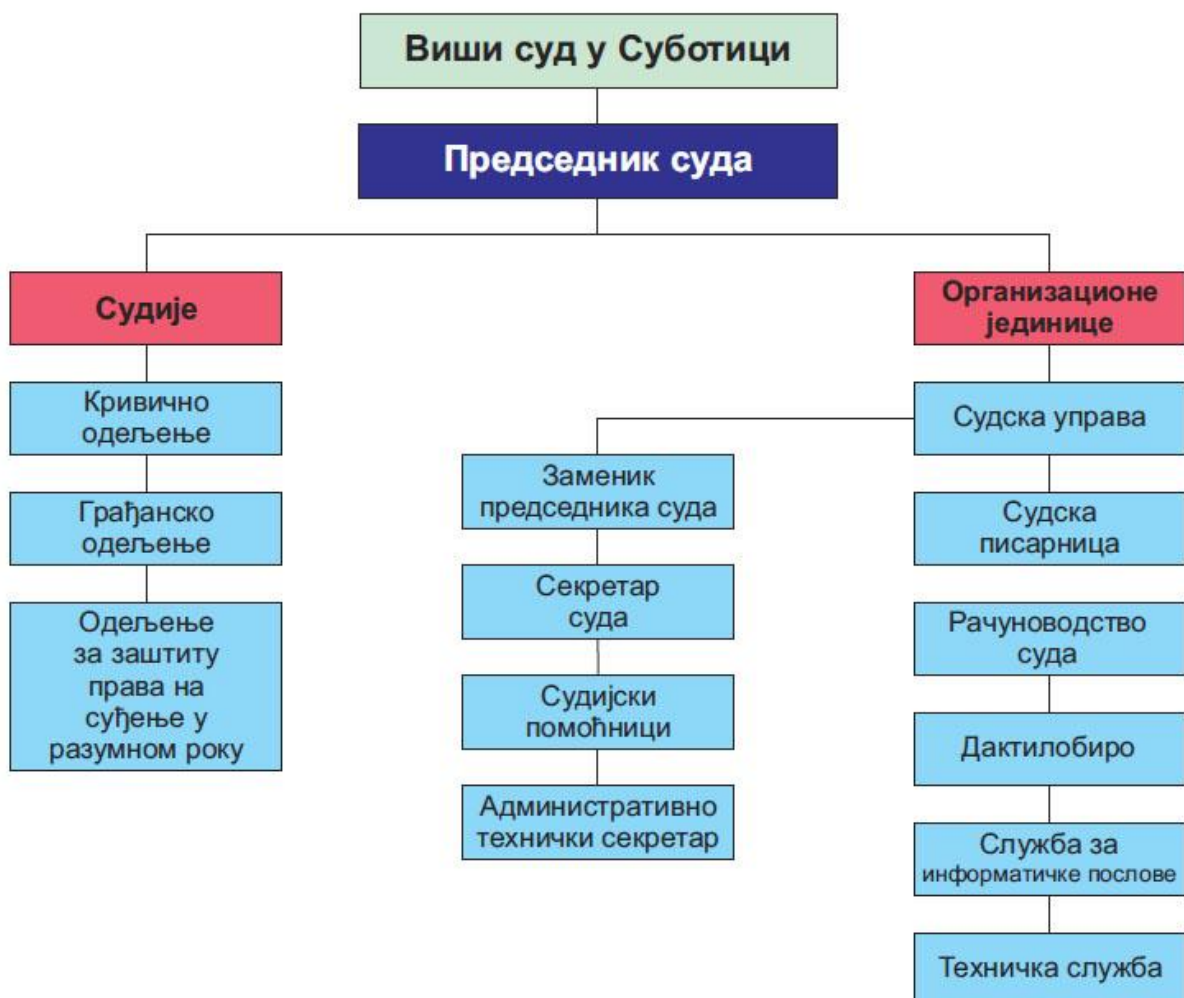 Виши суд у Суботици
Председник суда
Судије
Кривично
одељење
Грађанско
одељење
Одељење
за заштиту
права на
суђење у
разумном року
Заменик
председника суда
Секретар
суда
Судијски
помоћници
Административно
технички секретар
Организационе
јединице
Судска управа
Судска
писарница
Рачуноводство
суда
Дактилобиро
Служба за
информатичке послове
Техничка служба